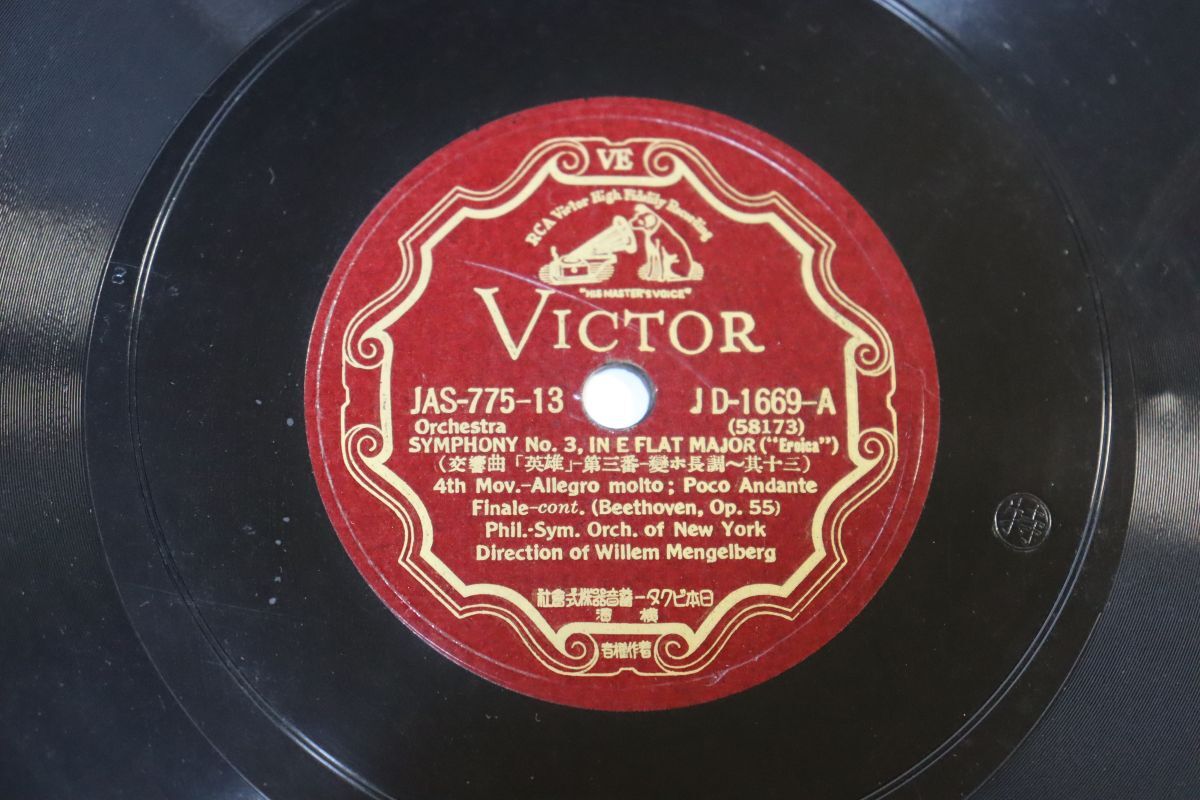 VE
RCA Victor High Fidelity Recording
"HIS MASTER'S VOICE"
VICTOR
JAS-775-13 JD-1669-A
Orchestra (58173)
SYMPHONY No. 3, IN E FLAT MAJOR ("Eroica")
(交響曲「英雄」-第三番-變ホ長調〜其十三)
4th Mov.-Allegro molto; Poco Andante
Finale-cont. (Beethoven, Op. 55)
Phil.-Sym. Orch. of New York
Direction of Willem Mengelberg
社會式株器音蓄ータクビ本日
濱橫
有權作著
8